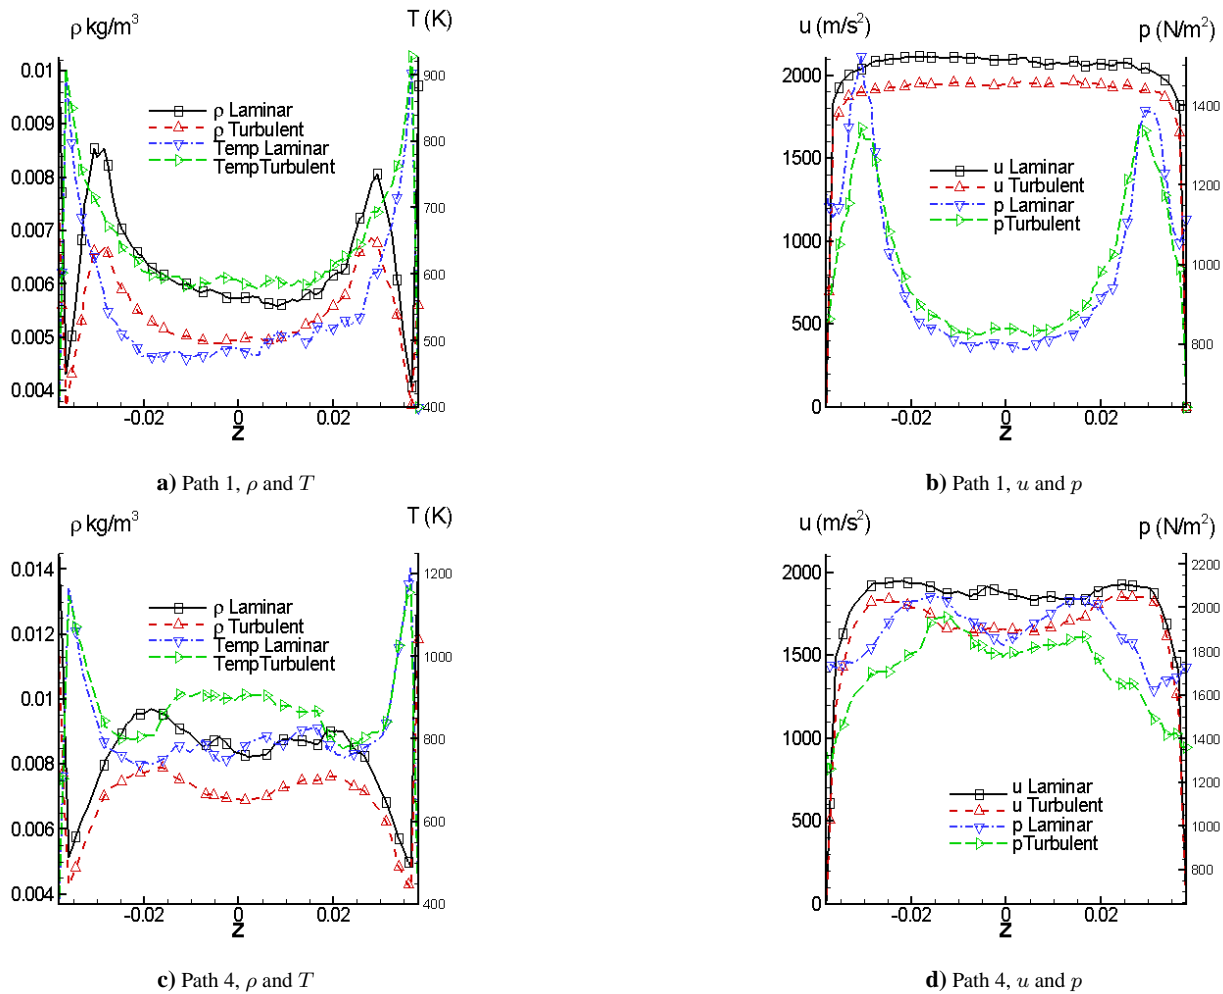 ρ kg/m³
T (K)
0.01
0.009
0.008
0.007
0.006
0.005
0.004
900
800
700
600
500
400
ρ Laminar
ρ Turbulent
Temp Laminar
TempTurbulent
-0.02
0
0.02
Z
a) Path 1, ρ and T
u (m/s²)
p (N/m²)
2000
1500
1000
500
0
1400
1200
1000
800
u Laminar
u Turbulent
p Laminar
pTurbulent
-0.02
0
0.02
Z
b) Path 1, u and p
ρ kg/m³
T (K)
0.014
0.012
0.01
0.008
0.006
0.004
1200
1000
800
600
400
ρ Laminar
ρ Turbulent
Temp Laminar
TempTurbulent
-0.02
0
0.02
Z
c) Path 4, ρ and T
u (m/s²)
p (N/m²)
2000
1500
1000
500
0
2200
2000
1800
1600
1400
1200
1000
800
u Laminar
u Turbulent
p Laminar
pTurbulent
-0.02
0
0.02
Z
d) Path 4, u and p